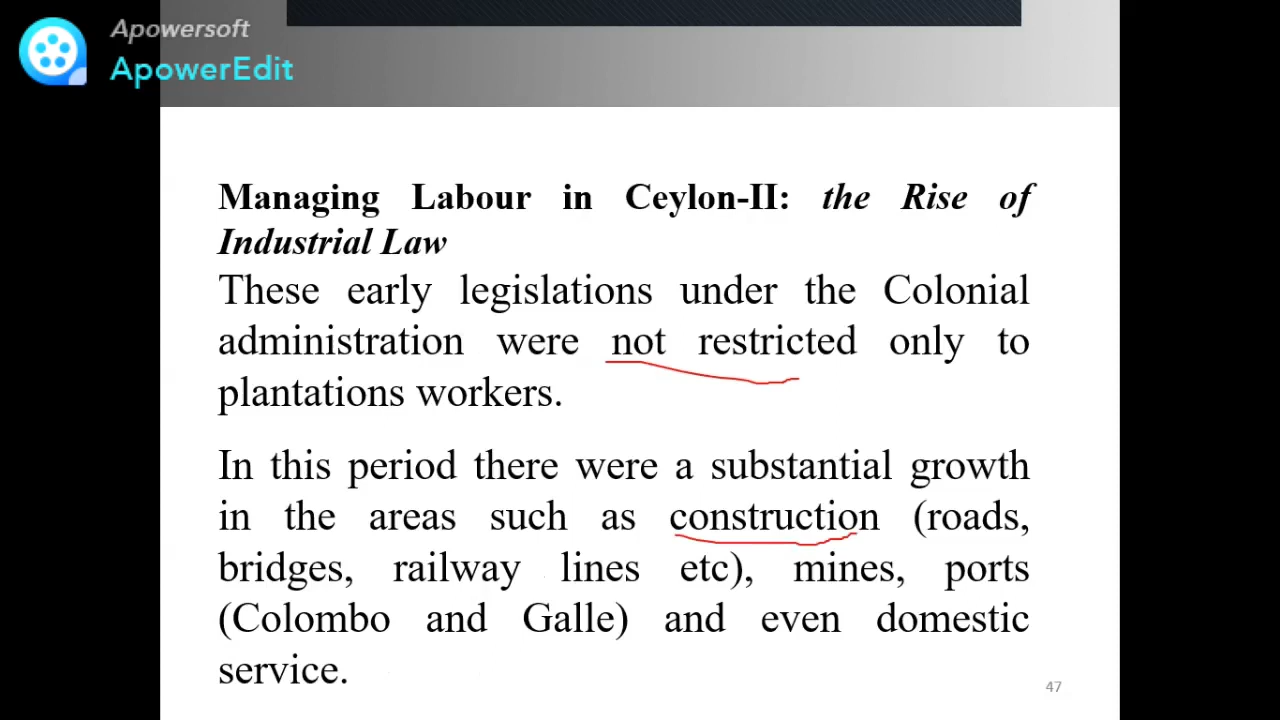 Apowersoft
ApowerEdit
Managing Labour in Ceylon-II: the Rise of
Industrial Law
These early legislations under the Colonial
administration were not restricted only to
plantations workers.
In this period there were a substantial growth
in the areas such as construction (roads,
bridges, railway lines etc), mines, ports
(Colombo and Galle) and even domestic
service.
47